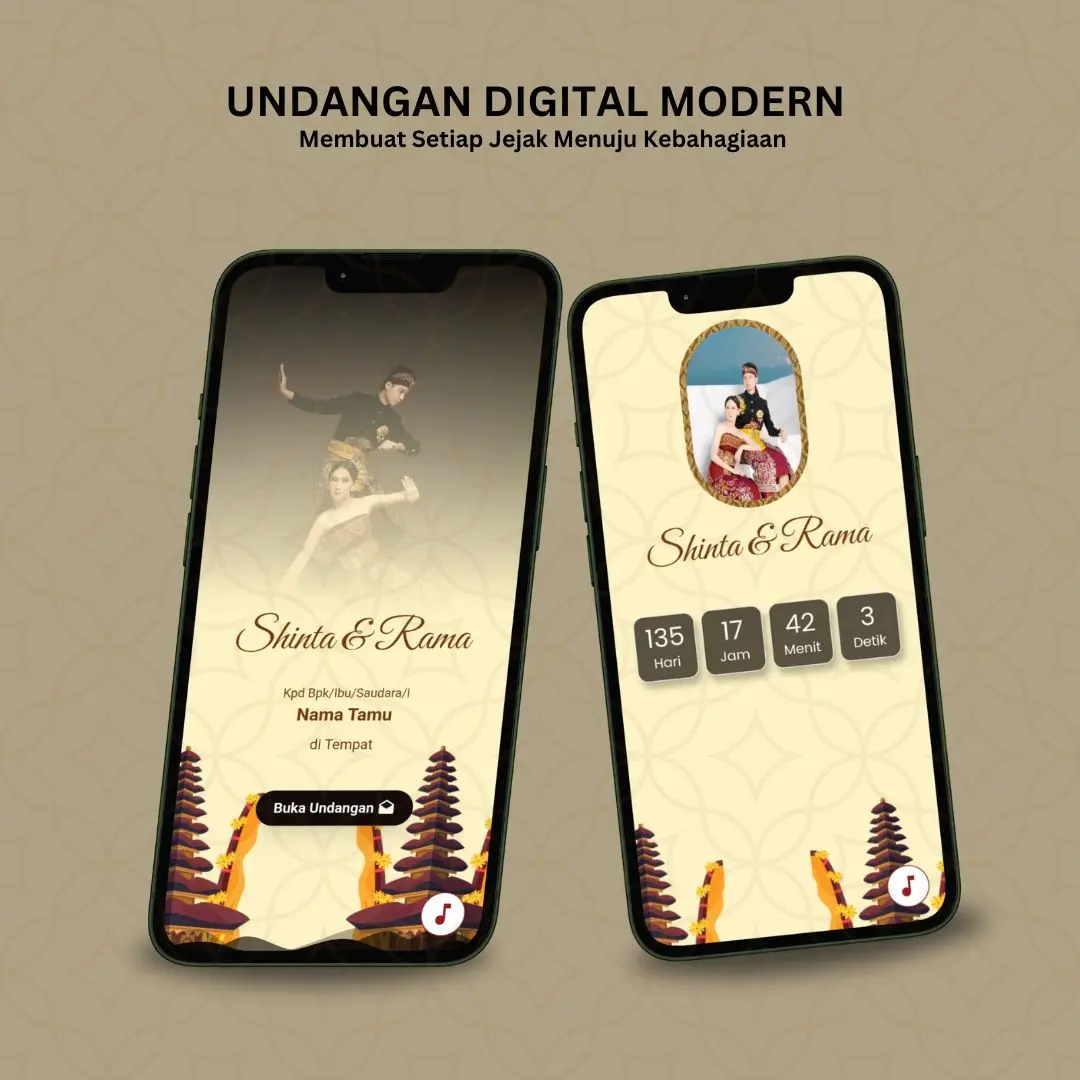 UNDANGAN DIGITAL MODERN
Membuat Setiap Jejak Menuju Kebahagiaan
Shinta & Rama
Kpd Bpk/Ibu/Saudara/i
Nama Tamu
di Tempat
Buka Undangan
Shinta & Rama
135 17 42 3
Hari Jam Menit Detik